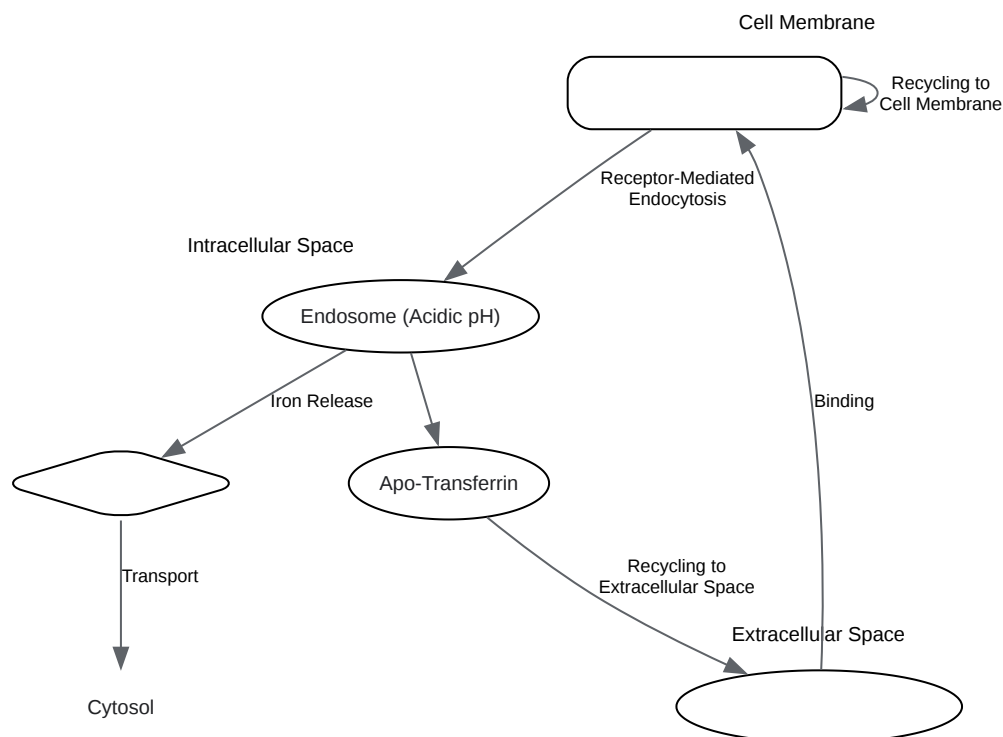 Cell Membrane
Recycling to
Cell Membrane
Receptor-Mediated
Endocytosis
Intracellular Space
Endosome (Acidic pH)
Iron Release
Binding
Apo-Transferrin
Recycling to
Extracellular Space
Transport
Extracellular Space
Cytosol